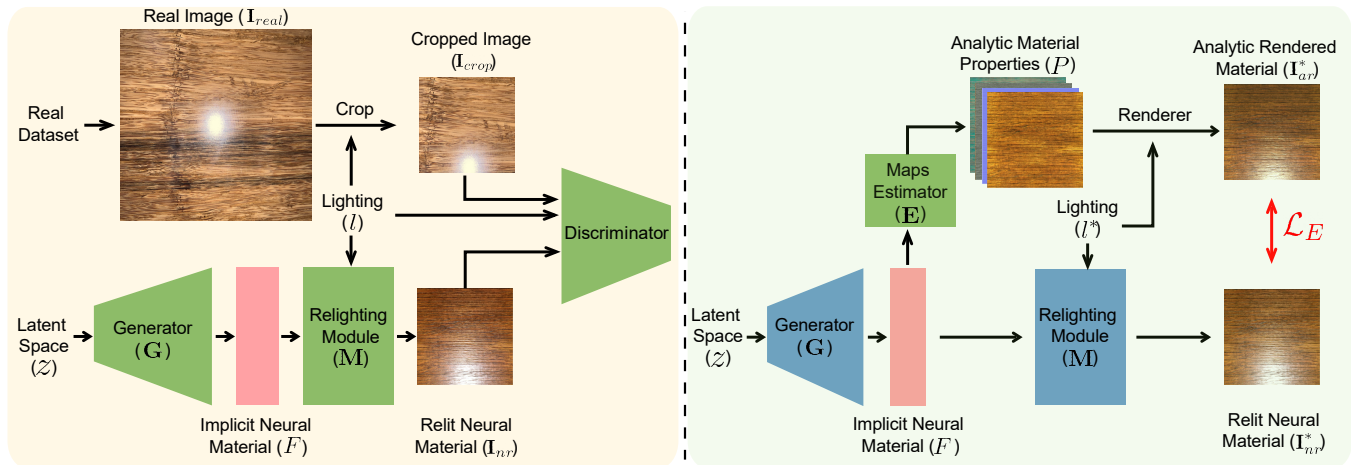 Real Image (I_real)
Cropped Image
(I_crop)
Real
Dataset
Crop
Lighting
(l)
Discriminator
Latent
Space
(z)
Generator
(G)
Relighting
Module
(M)
Implicit Neural
Material (F)
Relit Neural
Material (I_nr)
Analytic Material
Properties (P)
Analytic Rendered
Material (I*_ar)
Renderer
Maps
Estimator
(E)
Lighting
(l*)
L_E
Latent
Space
(z)
Generator
(G)
Relighting
Module
(M)
Implicit Neural
Material (F)
Relit Neural
Material (I*_nr)